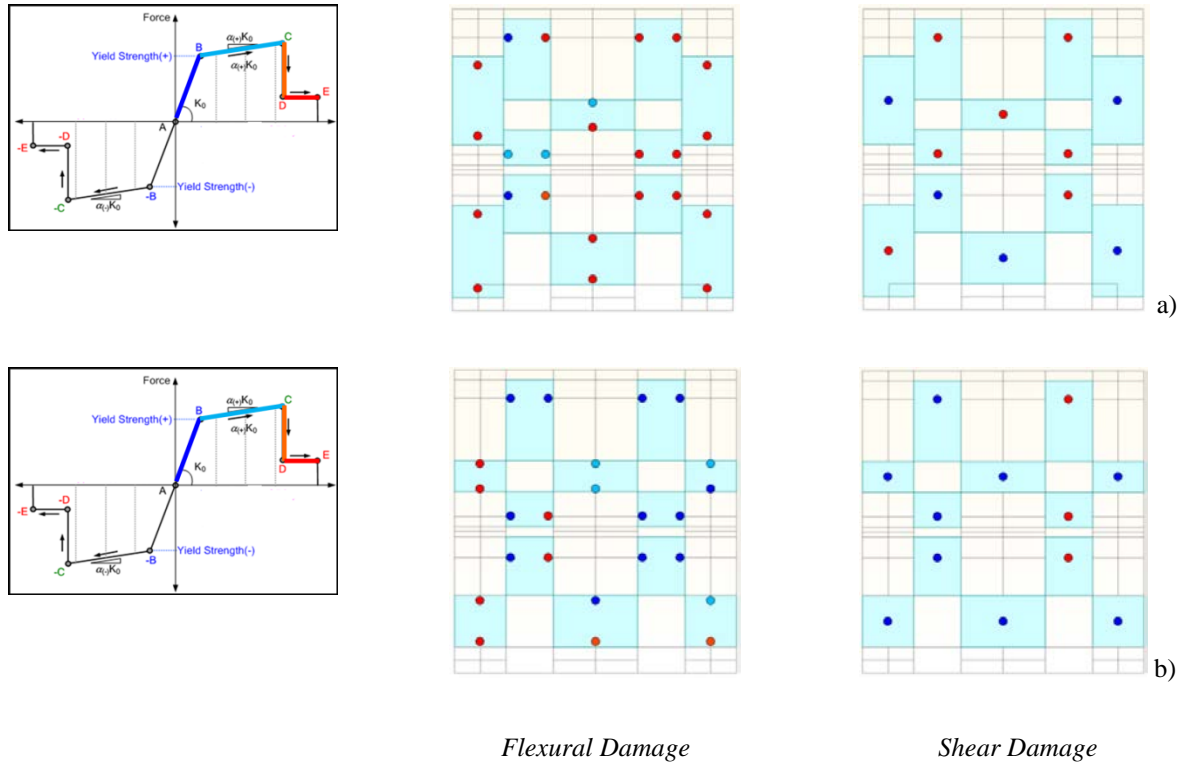 Force
B
C
α(+)K₀
Yield Strength(+)
α(+)K₀
D
E
K₀
A
-D
-E
-B
Yield Strength(-)
-C
α(-)K₀
a)
Force
B
C
α(+)K₀
Yield Strength(+)
α(+)K₀
D
E
K₀
A
-D
-E
-B
Yield Strength(-)
-C
α(-)K₀
b)
Flexural Damage
Shear Damage